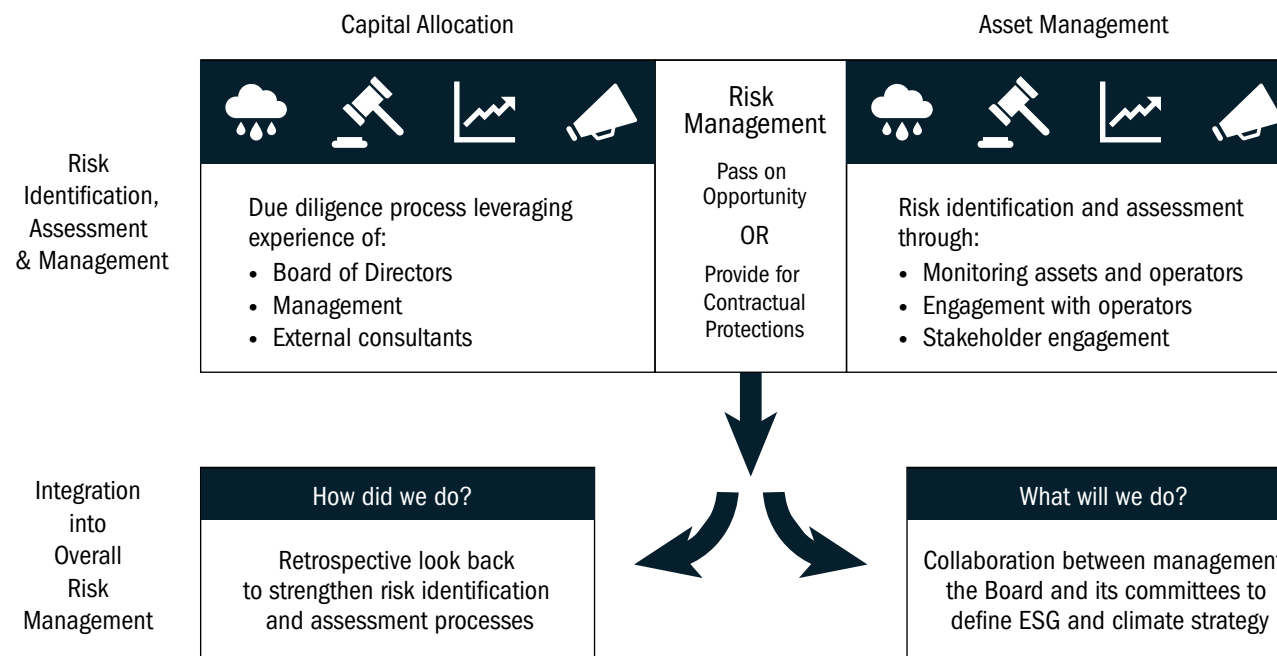 Capital Allocation
Asset Management
Risk
Identification,
Assessment
& Management
Due diligence process leveraging
experience of:
• Board of Directors
• Management
• External consultants
Risk
Management
Pass on
Opportunity
OR
Provide for
Contractual
Protections
Risk identification and assessment
through:
• Monitoring assets and operators
• Engagement with operators
• Stakeholder engagement
Integration
into
Overall
Risk
Management
How did we do?
Retrospective look back
to strengthen risk identification
and assessment processes
What will we do?
Collaboration between management
the Board and its committees to
define ESG and climate strategy